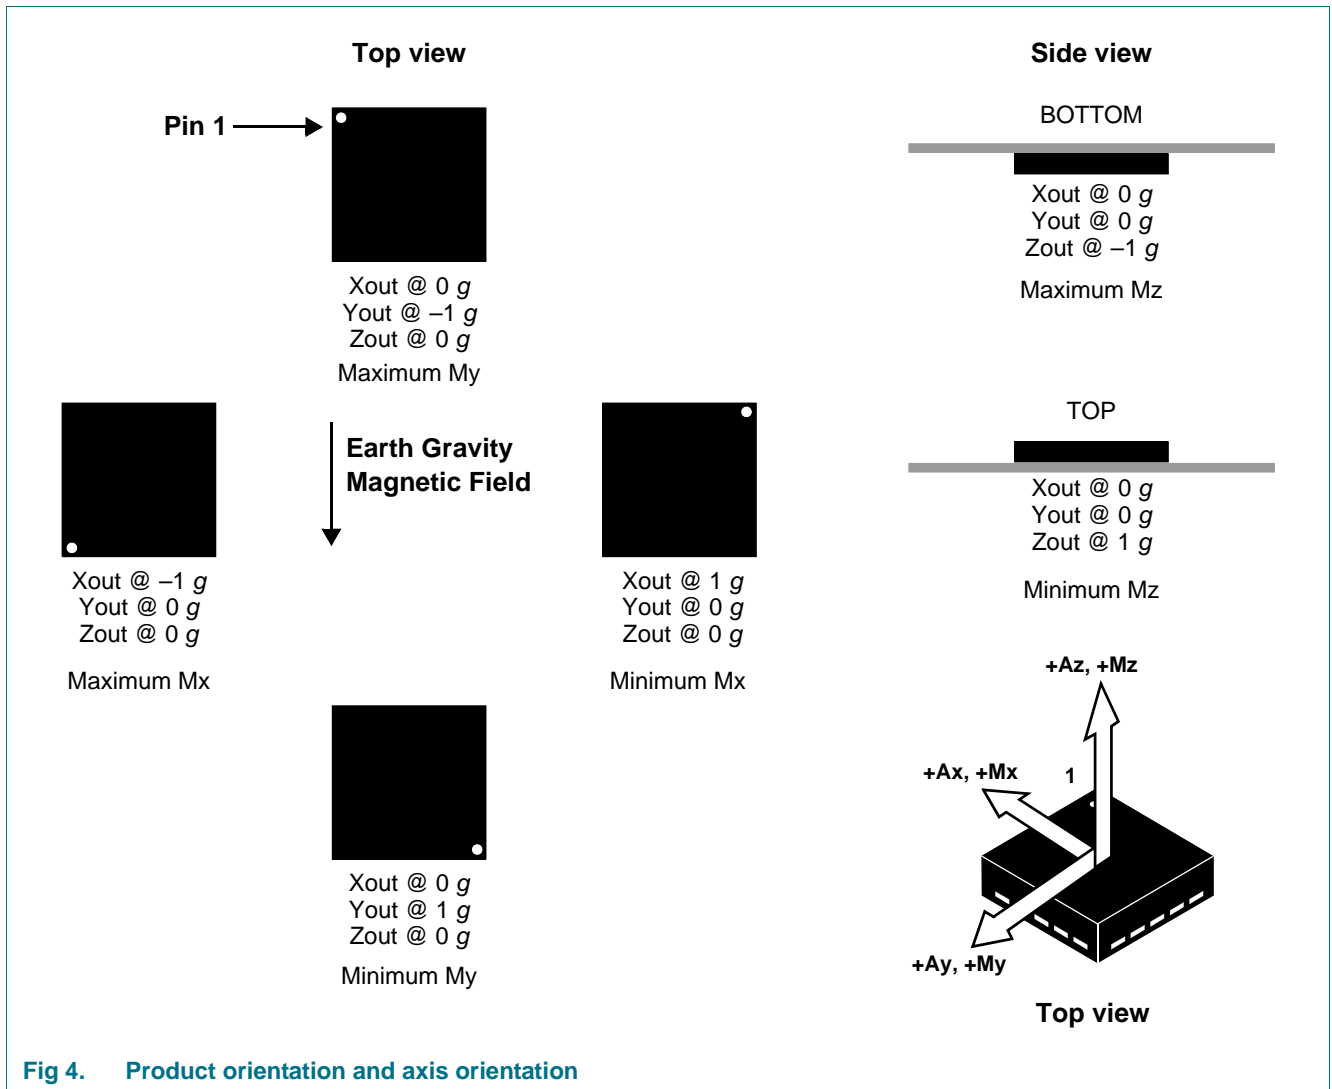 Top view
Pin 1
Xout @ 0 g
Yout @ –1 g
Zout @ 0 g
Maximum My
Xout @ –1 g
Yout @ 0 g
Zout @ 0 g
Maximum Mx
Earth Gravity
Magnetic Field
Xout @ 1 g
Yout @ 0 g
Zout @ 0 g
Minimum Mx
Xout @ 0 g
Yout @ 1 g
Zout @ 0 g
Minimum My
Side view
BOTTOM
Xout @ 0 g
Yout @ 0 g
Zout @ –1 g
Maximum Mz
TOP
Xout @ 0 g
Yout @ 0 g
Zout @ 1 g
Minimum Mz
+Az, +Mz
+Ax, +Mx
1
+Ay, +My
Top view
Fig 4. Product orientation and axis orientation